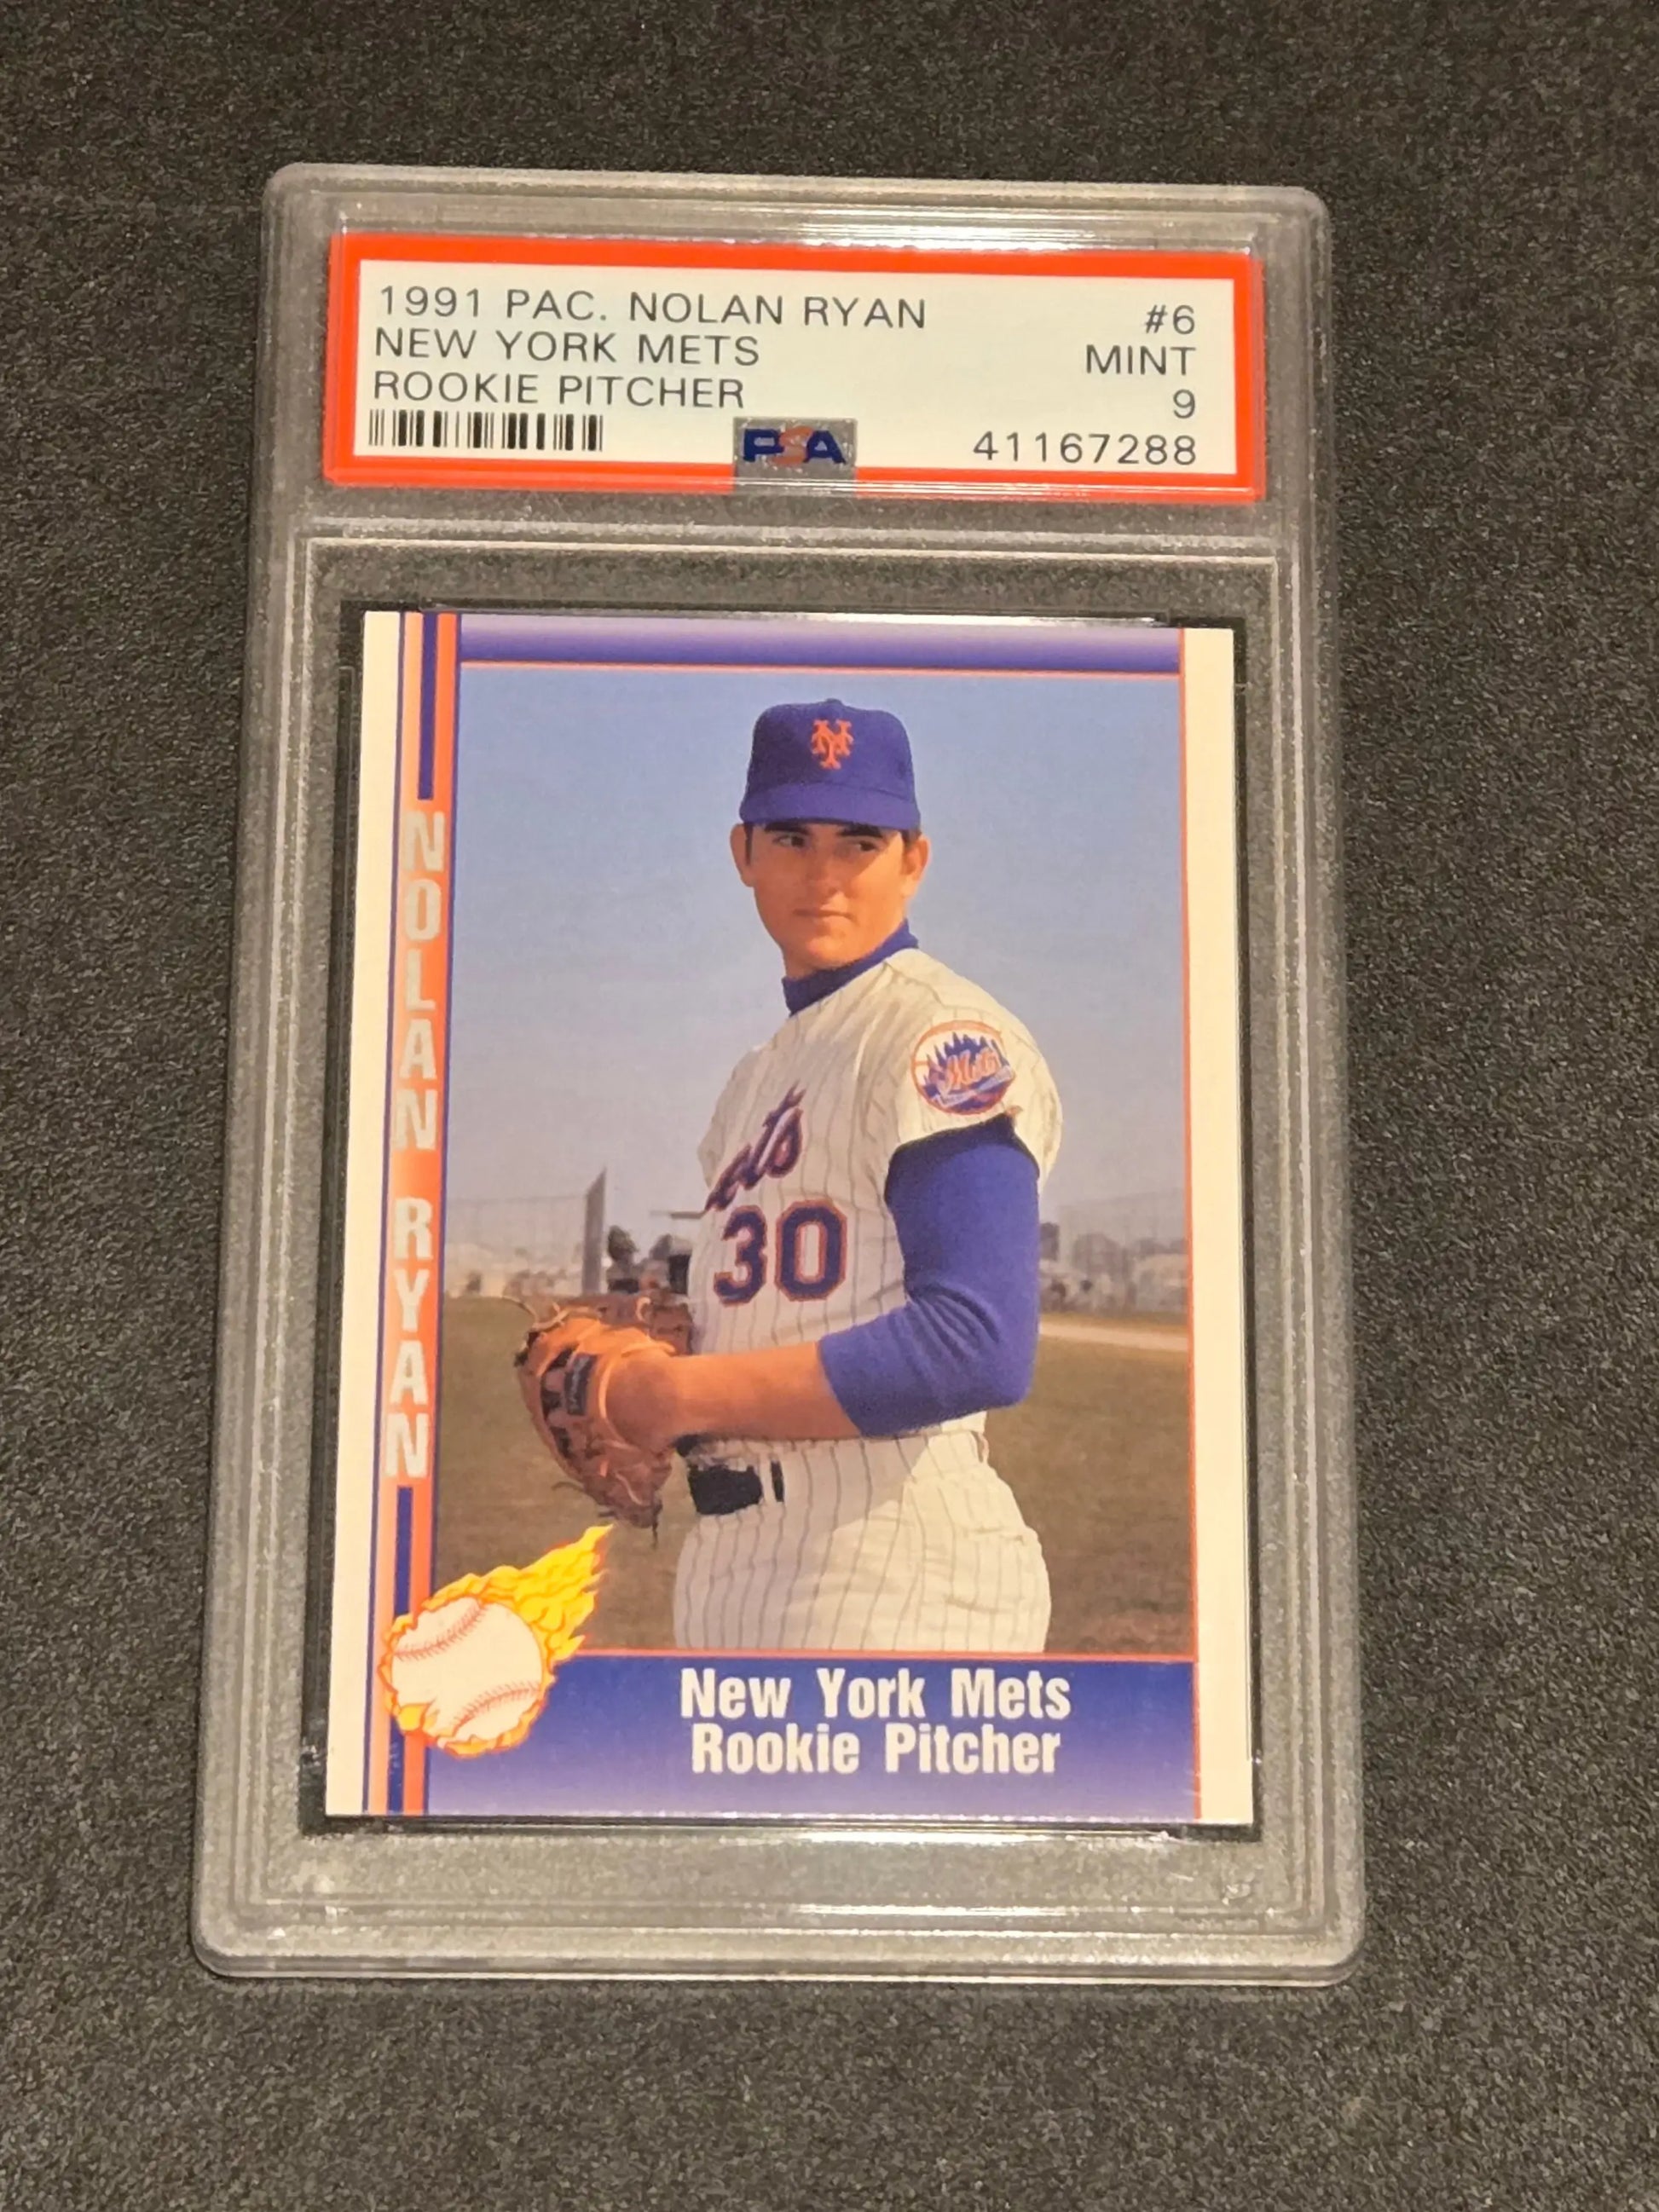 1991 PAC. NOLAN RYAN #6
NEW YORK METS MINT
ROOKIE PITCHER 9
PSA 41167288
NOLAN RYAN
NY
Mets
ets
30
New York Mets
Rookie Pitcher